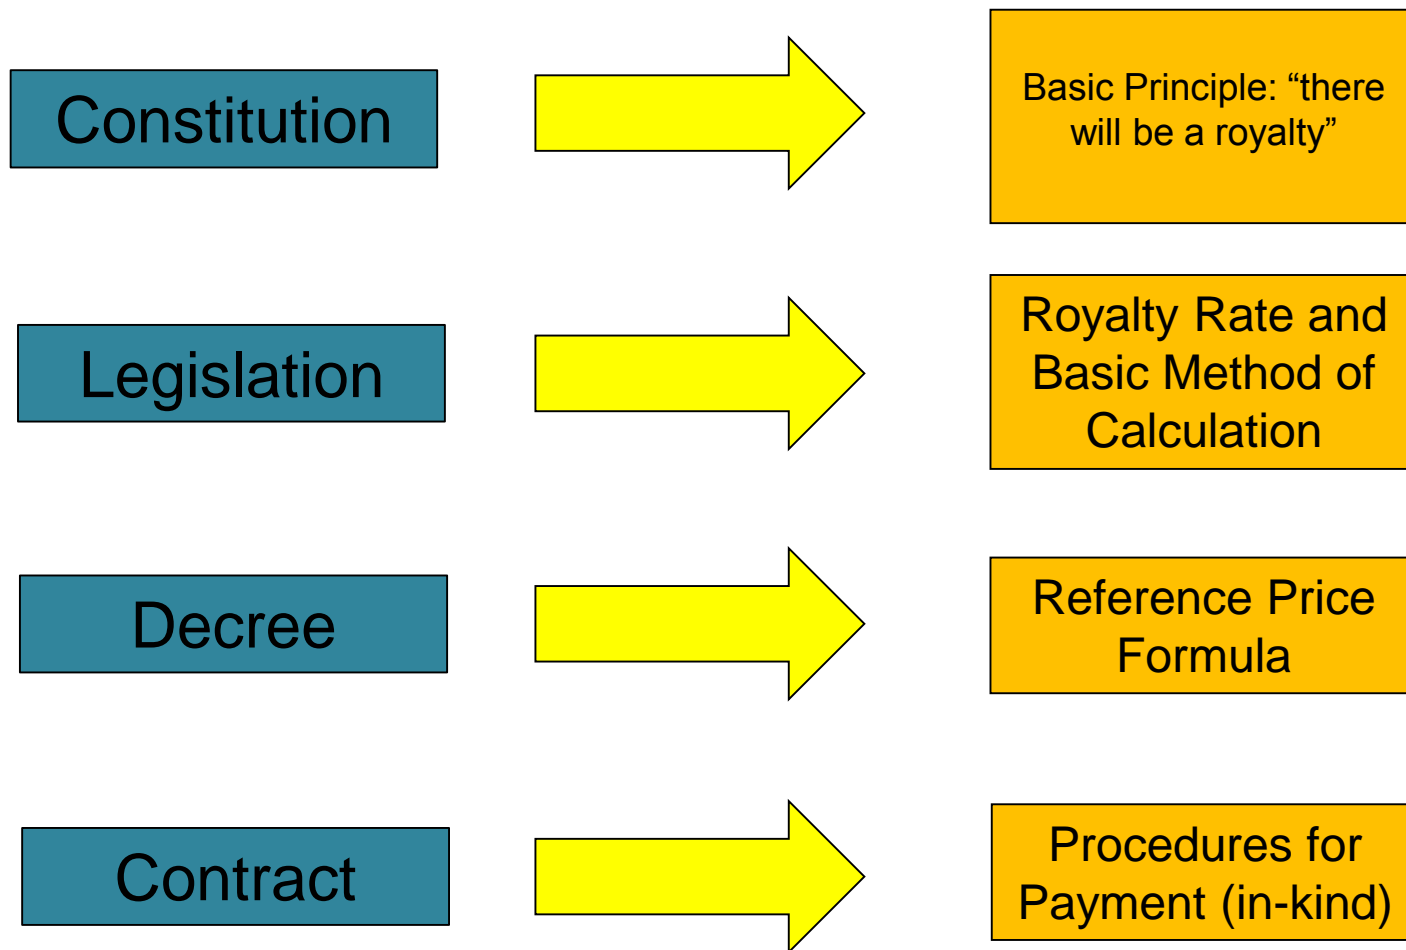 Constitution
Basic Principle: “there
will be a royalty”
Legislation
Royalty Rate and
Basic Method of
Calculation
Decree
Reference Price
Formula
Contract
Procedures for
Payment (in-kind)